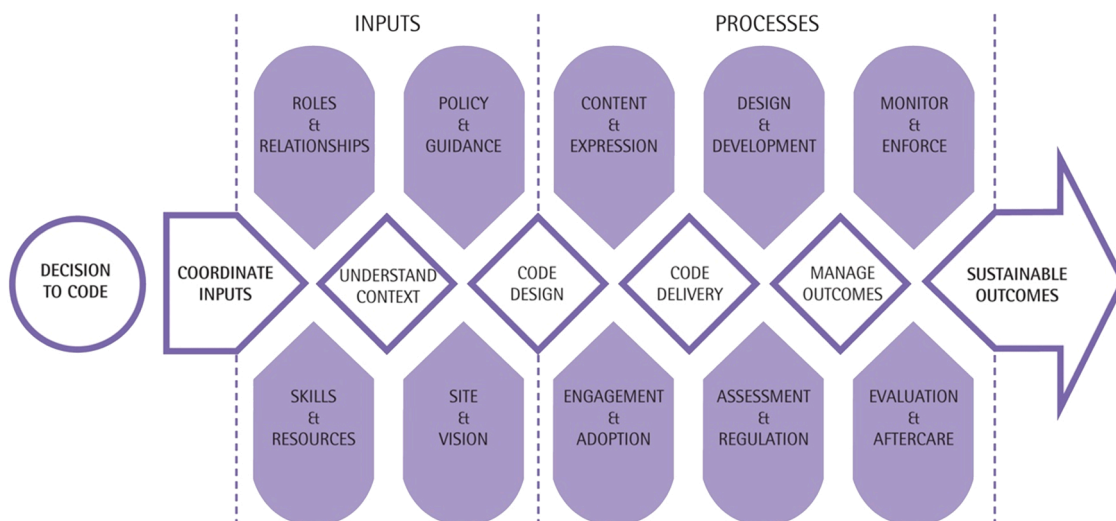 INPUTS
PROCESSES
ROLES
&
RELATIONSHIPS
POLICY
&
GUIDANCE
CONTENT
&
EXPRESSION
DESIGN
&
DEVELOPMENT
MONITOR
&
ENFORCE
DECISION
TO CODE
COORDINATE
INPUTS
UNDERSTAND
CONTEXT
CODE
DESIGN
CODE
DELIVERY
MANAGE
OUTCOMES
SUSTAINABLE
OUTCOMES
SKILLS
&
RESOURCES
SITE
&
VISION
ENGAGEMENT
&
ADOPTION
ASSESSMENT
&
REGULATION
EVALUATION
&
AFTERCARE